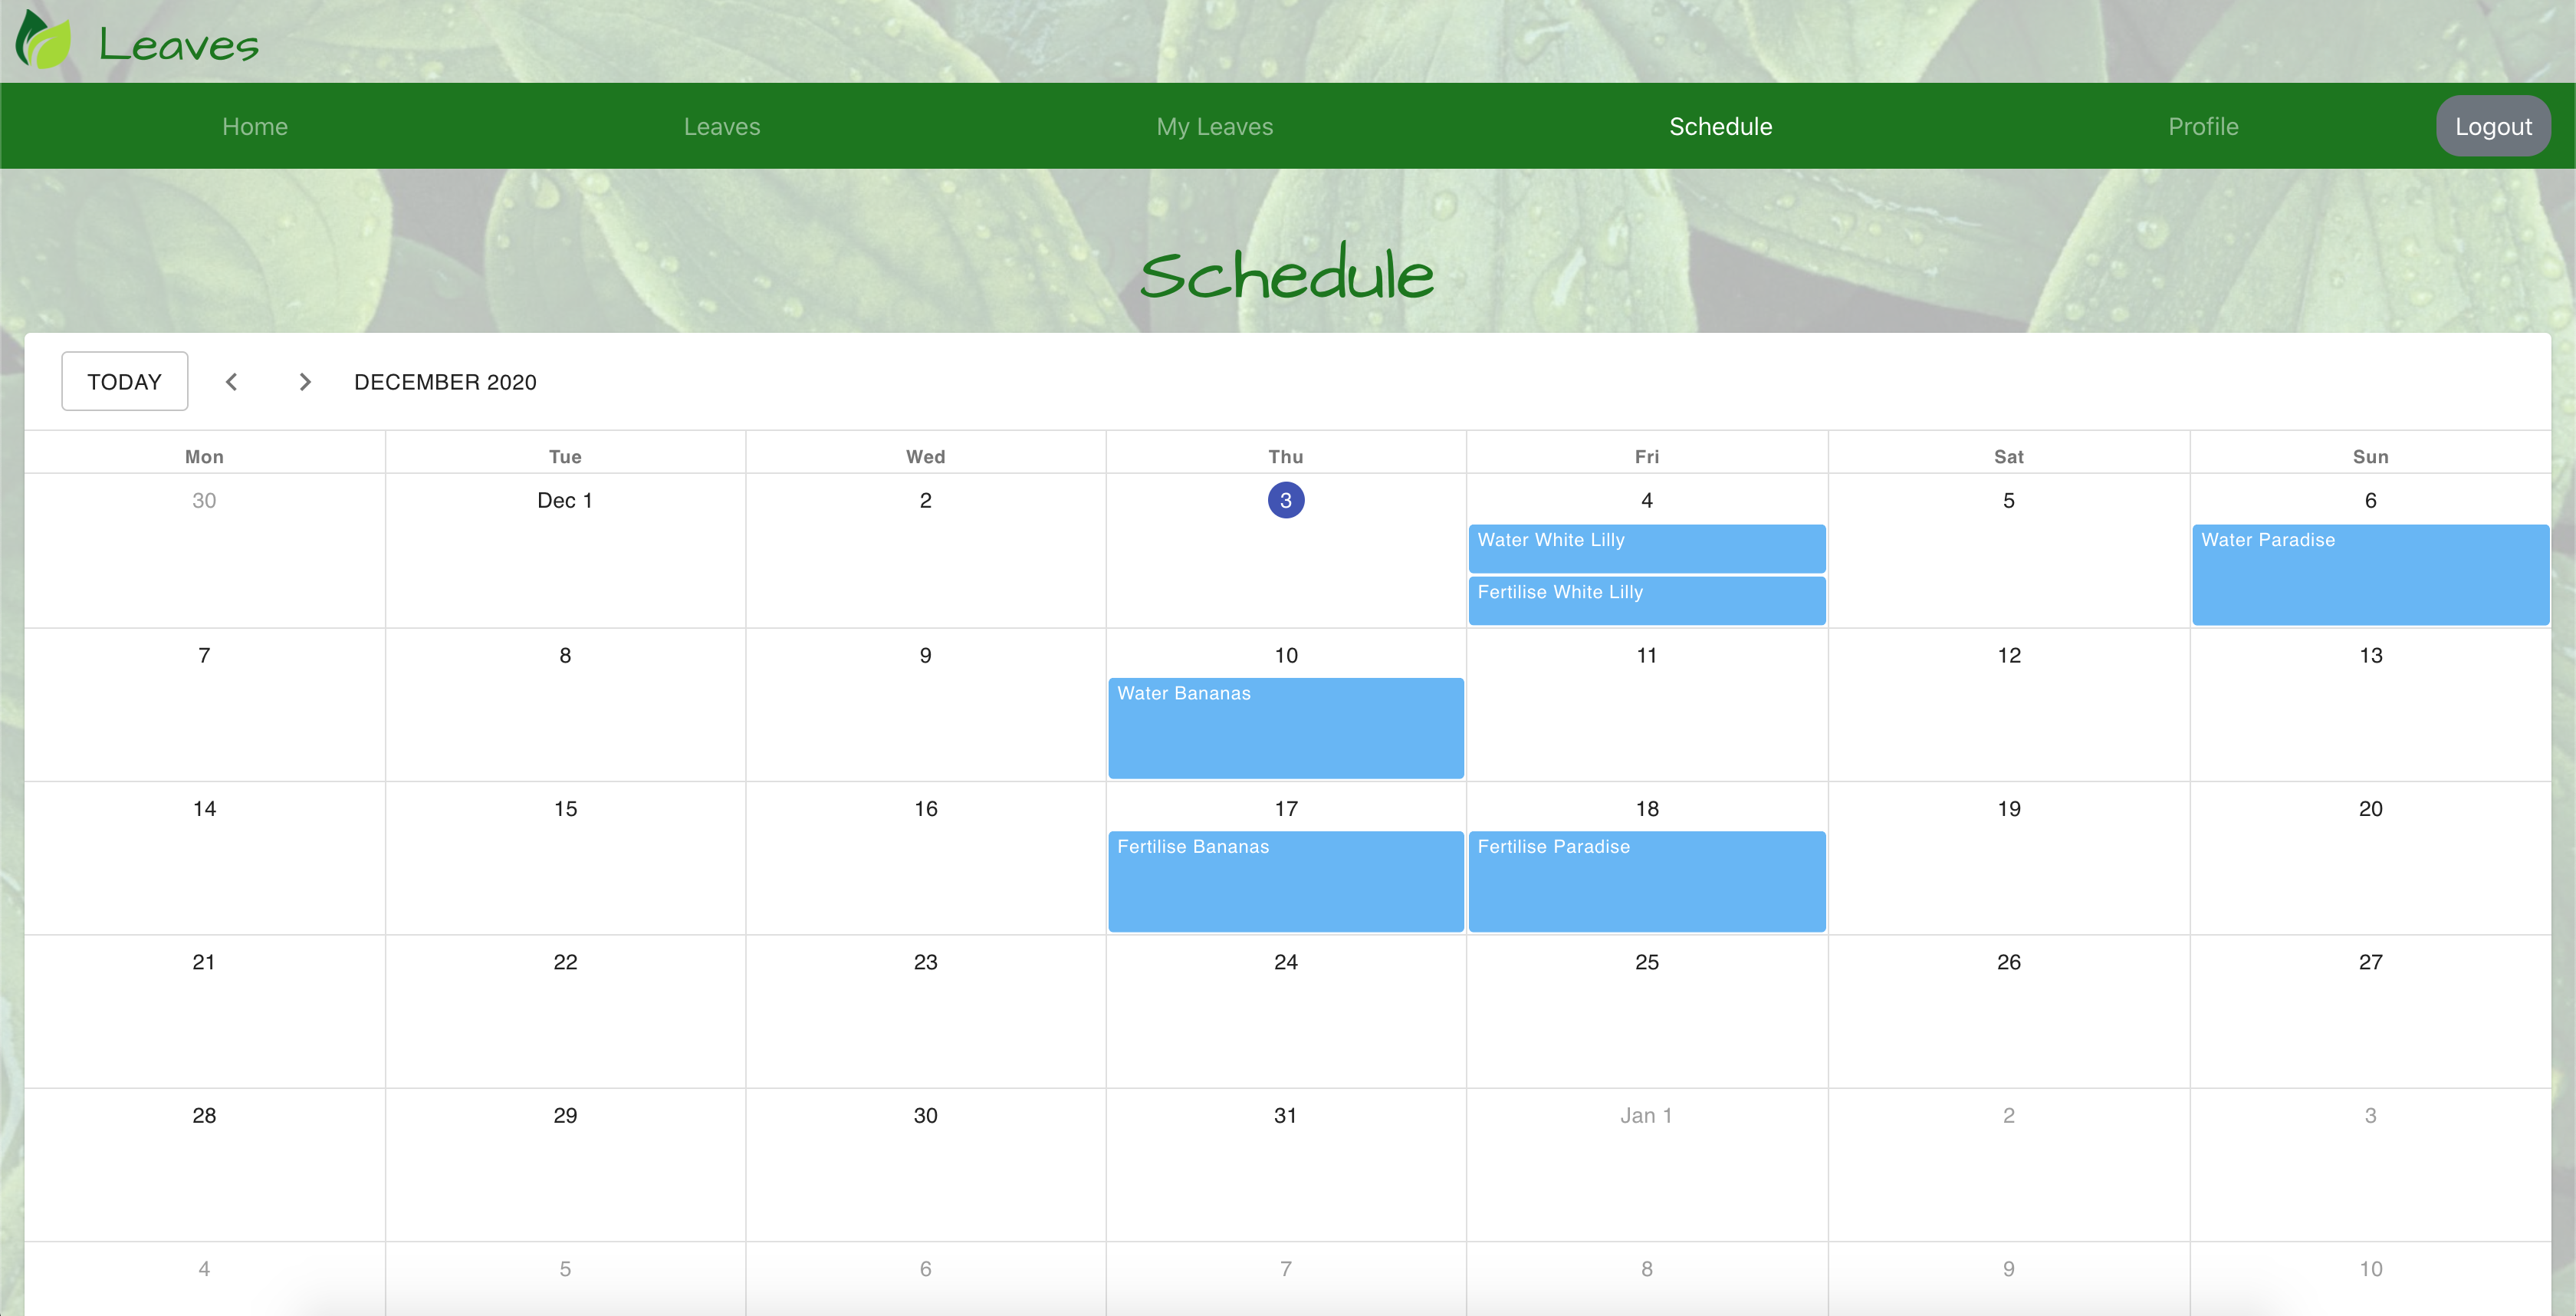 Leaves
Home Leaves My Leaves Schedule Profile Logout
Schedule
TODAY DECEMBER 2020
Mon Tue Wed Thu Fri Sat Sun
30 Dec 1 2 3 4 5 6
Water White Lilly Water Paradise
Fertilise White Lilly
7 8 9 10 11 12 13
Water Bananas
14 15 16 17 18 19 20
Fertilise Bananas Fertilise Paradise
21 22 23 24 25 26 27
28 29 30 31 Jan 1 2 3
4 5 6 7 8 9 10